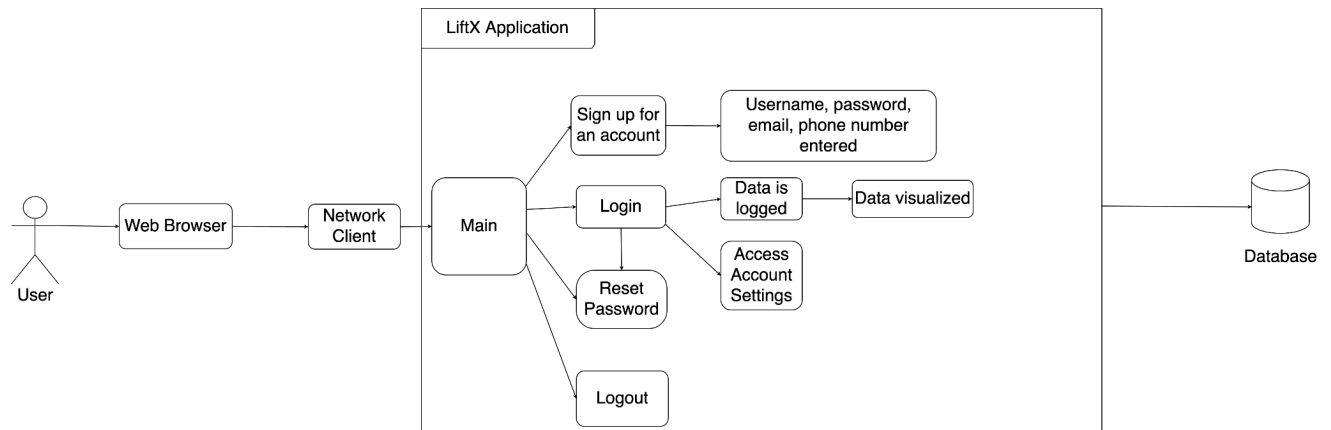 LiftX Application
Sign up for
an account
Username, password,
email, phone number
entered
User
Web Browser
Network
Client
Main
Login
Data is
logged
Data visualized
Reset
Password
Access
Account
Settings
Logout
Database